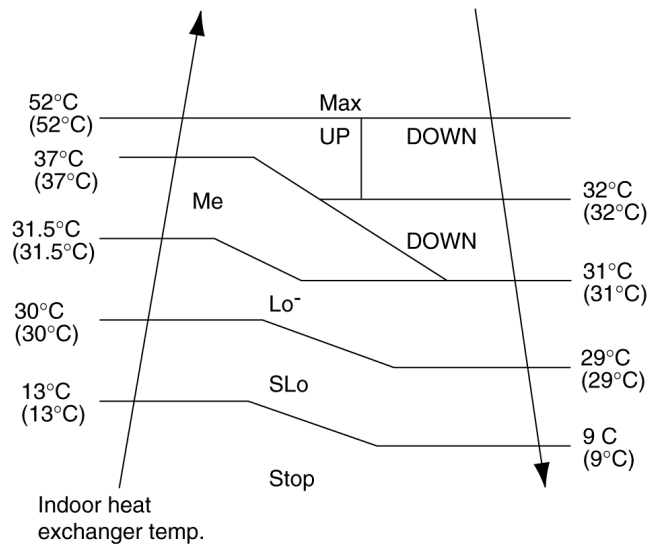 52°C
(52°C)
Max
UP
DOWN
37°C
(37°C)
32°C
(32°C)
Me
31.5°C
(31.5°C)
DOWN
31°C
(31°C)
Lo-
30°C
(30°C)
29°C
(29°C)
SLo
13°C
(13°C)
9 C
(9°C)
Stop
Indoor heat
exchanger temp.